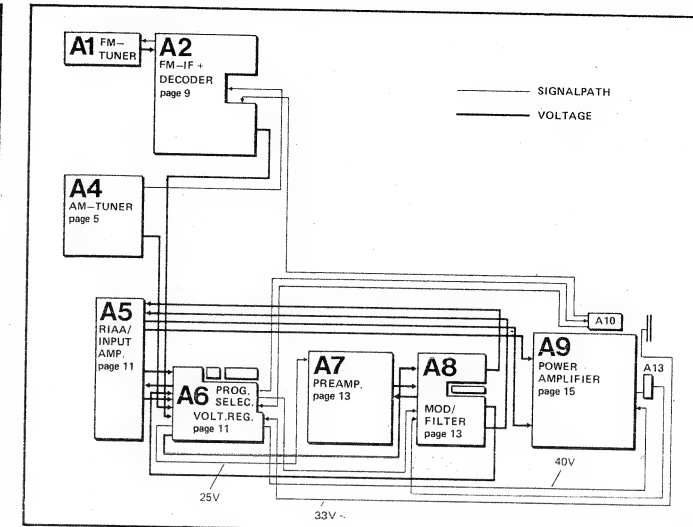 A1 FM-
TUNER
A2
FM-IF +
DECODER
page 9
SIGNALPATH
VOLTAGE
A4
AM-TUNER
page 5
A5
RIAA/
INPUT
AMP.
page 11
A6 PROG.
SELEC.
VOLT.REG.
page 11
A7
PREAMP.
page 13
A8
MOD/
FILTER
page 13
A10
A9
POWER
AMPLIFIER
page 15
A13
25V
33V~
40V